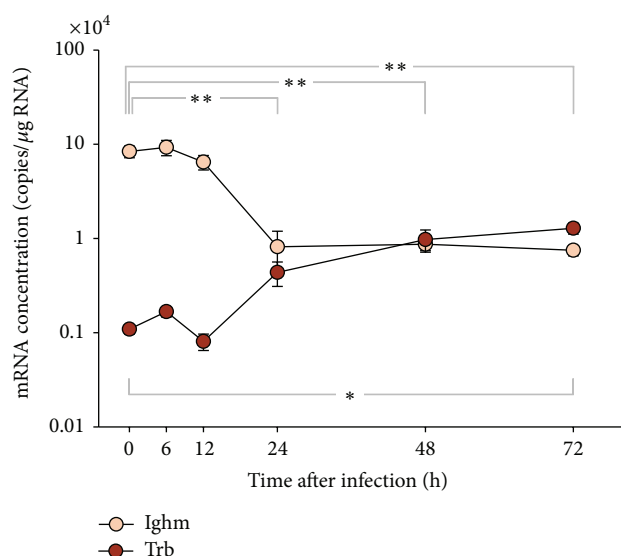 ×10⁴
100
10
1
0.1
0.01
mRNA concentration (copies/µg RNA)
**
**
**
*
0 6 12 24 48 72
Time after infection (h)
Ighm
Trb